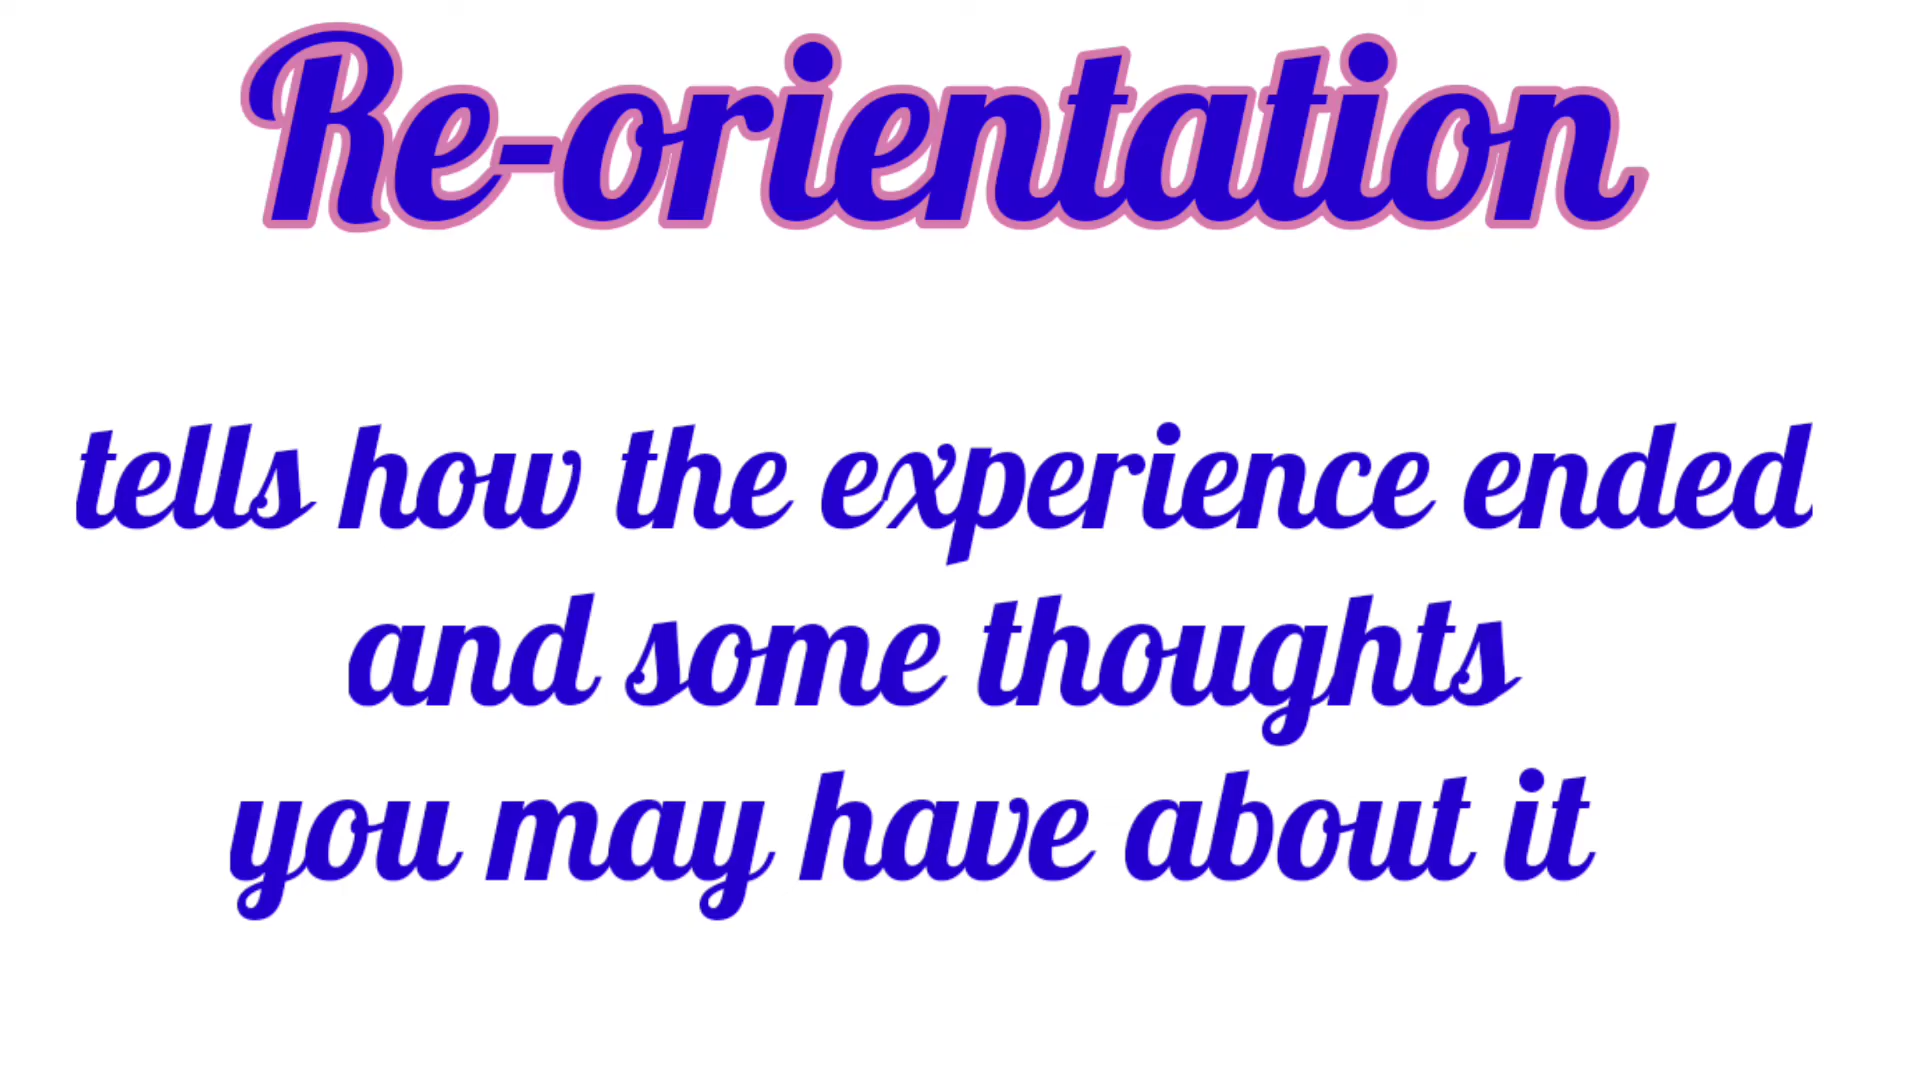 Re-orientation
tells how the experience ended
and some thoughts
you may have about it